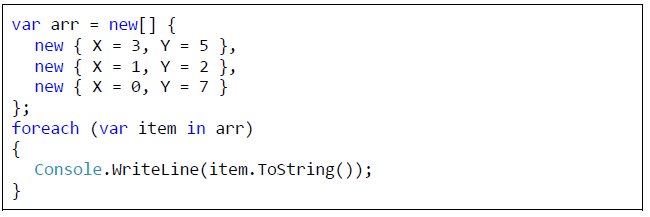 var arr = new[] {
new { X = 3, Y = 5 },
new { X = 1, Y = 2 },
new { X = 0, Y = 7 }
};
foreach (var item in arr)
{
Console.WriteLine(item.ToString());
}